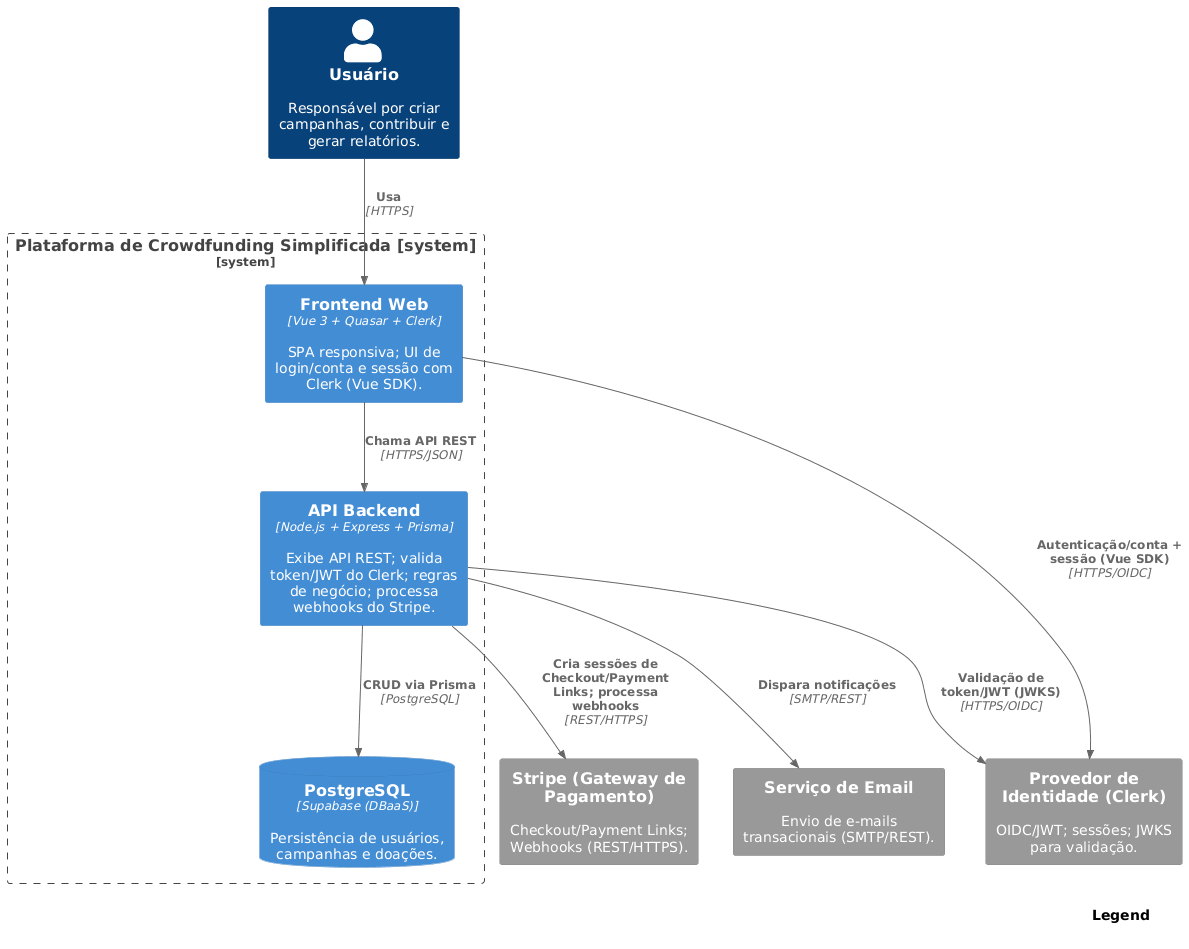 Usuário
Responsável por criar
campanhas, contribuir e
gerar relatórios.
Usa
[HTTPS]
Plataforma de Crowdfunding Simplificada [system]
[system]
Frontend Web
[Vue 3 + Quasar + Clerk]
SPA responsiva; UI de
login/conta e sessão com
Clerk (Vue SDK).
Chama API REST
[HTTPS/JSON]
API Backend
[Node.js + Express + Prisma]
Exibe API REST; valida
token/JWT do Clerk; regras
de negócio; processa
webhooks do Stripe.
Autenticação/conta +
sessão (Vue SDK)
[HTTPS/OIDC]
CRUD via Prisma
[PostgreSQL]
Cria sessões de
Checkout/Payment
Links; processa
webhooks
[REST/HTTPS]
Dispara notificações
[SMTP/REST]
Validação de
token/JWT (JWKS)
[HTTPS/OIDC]
PostgreSQL
[Supabase (DBaaS)]
Persistência de usuários,
campanhas e doações.
Stripe (Gateway de
Pagamento)
Checkout/Payment Links;
Webhooks (REST/HTTPS).
Serviço de Email
Envio de e-mails
transacionais (SMTP/REST).
Provedor de
Identidade (Clerk)
OIDC/JWT; sessões; JWKS
para validação.
Legend